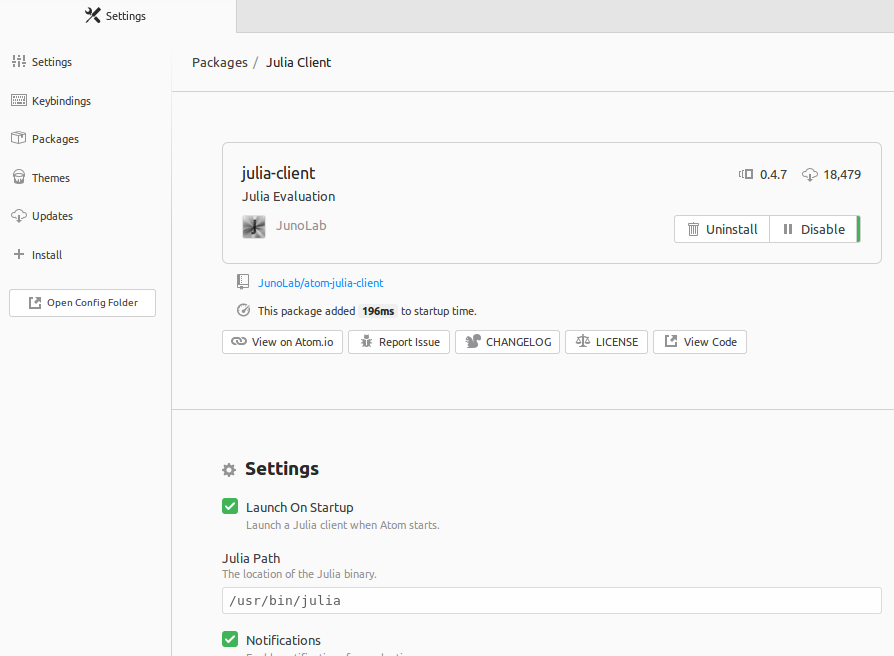 Settings
Settings
Keybindings
Packages
Themes
Updates
Install
Open Config Folder
Packages / Julia Client
julia-client
0.4.7 18,479
Julia Evaluation
JunoLab
Uninstall Disable
JunoLab/atom-julia-client
This package added 196ms to startup time.
View on Atom.io Report Issue CHANGELOG LICENSE View Code
Settings
Launch On Startup
Launch a Julia client when Atom starts.
Julia Path
The location of the Julia binary.
/usr/bin/julia
Notifications